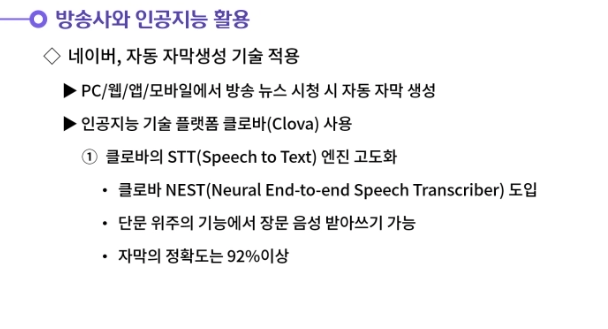 방송사와 인공지능 활용
◇ 네이버, 자동 자막생성 기술 적용
▶ PC/웹/앱/모바일에서 방송 뉴스 시청 시 자동 자막 생성
▶ 인공지능 기술 플랫폼 클로바(Clova) 사용
① 클로바의 STT(Speech to Text) 엔진 고도화
• 클로바 NEST(Neural End-to-end Speech Transcriber) 도입
• 단문 위주의 기능에서 장문 음성 받아쓰기 가능
• 자막의 정확도는 92%이상